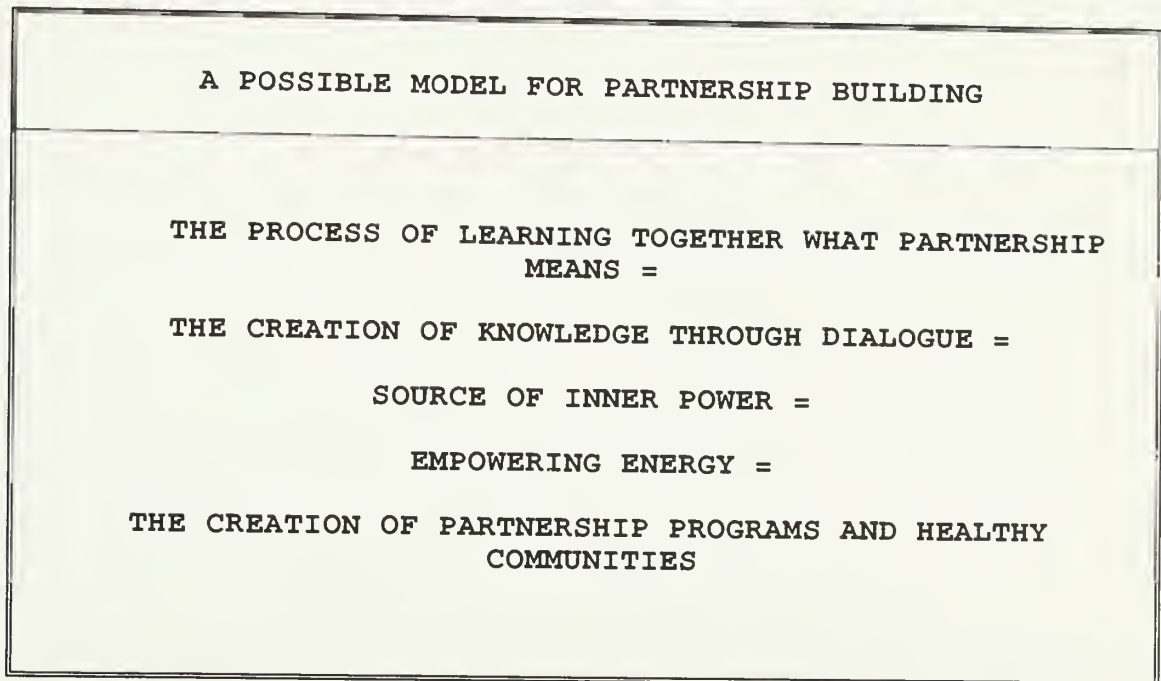 A POSSIBLE MODEL FOR PARTNERSHIP BUILDING
THE PROCESS OF LEARNING TOGETHER WHAT PARTNERSHIP
MEANS =
THE CREATION OF KNOWLEDGE THROUGH DIALOGUE =
SOURCE OF INNER POWER =
EMPOWERING ENERGY =
THE CREATION OF PARTNERSHIP PROGRAMS AND HEALTHY
COMMUNITIES